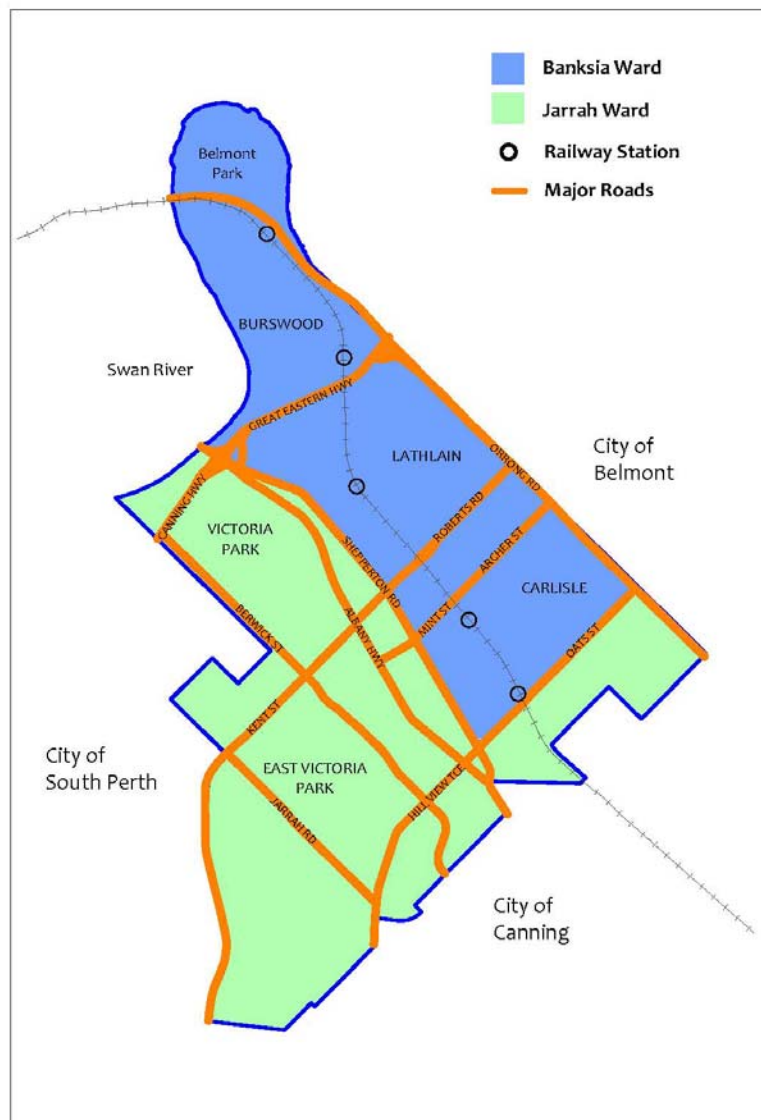 Banksia Ward
Jarrah Ward
Railway Station
Major Roads
Belmont
Park
BURSWOOD
Swan River
GREAT EASTERN HWY
LATHLAIN
ORRONG RD
City of
Belmont
CANNING HWY
VICTORIA
PARK
SHEPPERTON RD
ROBERTS RD
ARCHER ST
CARLISLE
BERWICK ST
ALBANY HWY
MINT ST
OATS ST
KENT ST
City of
South Perth
EAST VICTORIA
PARK
JARRAH RD
HILL VIEW TCE
City of
Canning